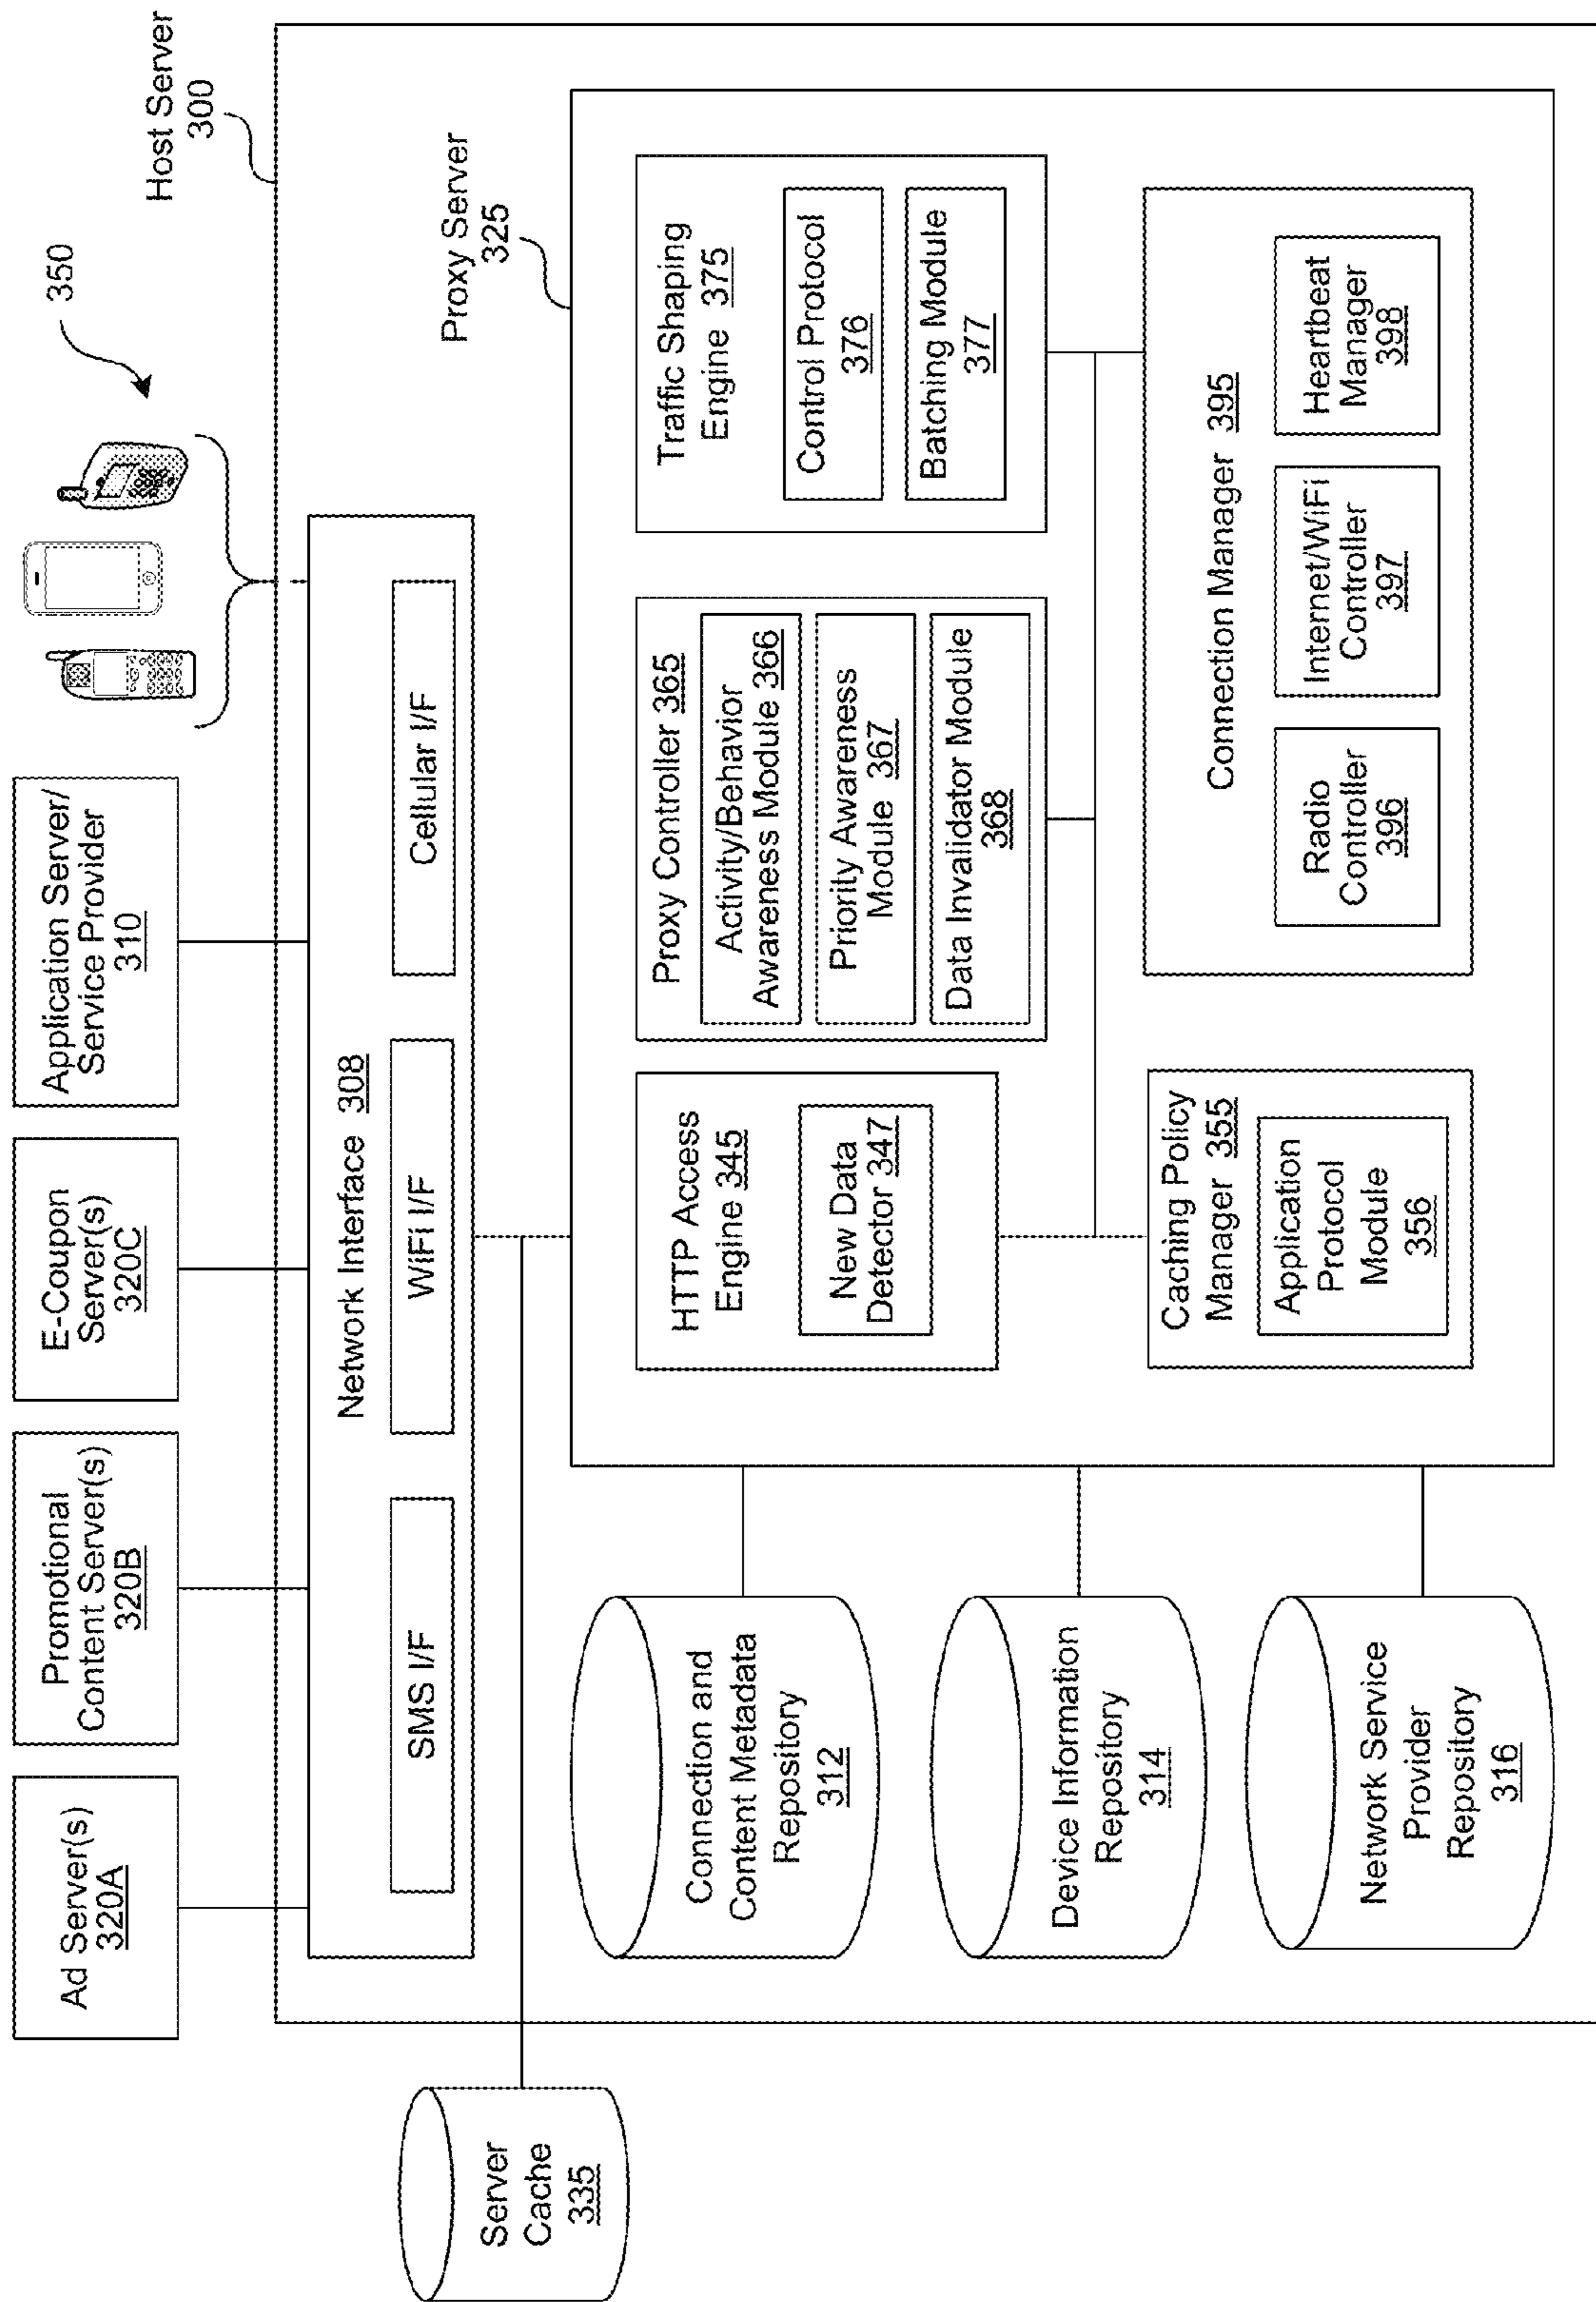 Ad Server(s)
320A
Promotional
Content Server(s)
320B
E-Coupon
Server(s)
320C
Application Server/
Service Provider
310
350
Host Server
300
Network Interface 308
SMS I/F
WiFi I/F
Cellular I/F
Server
Cache
335
Proxy Server
325
Connection and
Content Metadata
Repository
312
Device Information
Repository
314
Network Service
Provider
Repository
316
HTTP Access
Engine 345
New Data
Detector 347
Proxy Controller 365
Activity/Behavior
Awareness Module 366
Priority Awareness
Module 367
Data Invalidator Module
368
Traffic Shaping
Engine 375
Control Protocol
376
Batching Module
377
Caching Policy
Manager 355
Application
Protocol
Module
356
Connection Manager 395
Radio
Controller
396
Internet/WiFi
Controller
397
Heartbeat
Manager
398